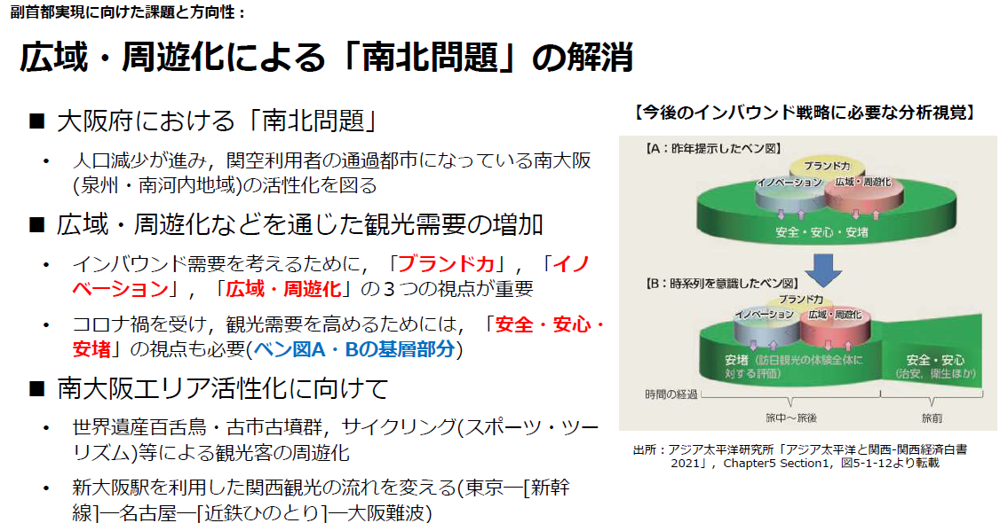 副首都実現に向けた課題と方向性：
広域・周遊化による「南北問題」の解消
■ 大阪府における「南北問題」
• 人口減少が進み，関空利用者の通過都市になっている南大阪
(泉州・南河内地域)の活性化を図る
■ 広域・周遊化などを通じた観光需要の増加
• インバウンド需要を考えるために，「ブランド力」，「イノ
ベーション」，「広域・周遊化」の３つの視点が重要
• コロナ禍を受け，観光需要を高めるためには，「安全・安心・
安堵」の視点も必要(ベン図A・Bの基層部分)
■ 南大阪エリア活性化に向けて
• 世界遺産百舌鳥・古市古墳群，サイクリング(スポーツ・ツー
リズム)等による観光客の周遊化
• 新大阪駅を利用した関西観光の流れを変える(東京―[新幹
線]―名古屋―[近鉄ひのとり]―大阪難波)
【今後のインバウンド戦略に必要な分析視覚】
【A：昨年提示したベン図】
ブランド力
イノベーション
広域・周遊化
安全・安心・安堵
【B：時系列を意識したベン図】
ブランド力
イノベーション
広域・周遊化
安堵（訪日観光の体験全体に
対する評価）
安全・安心
（治安，衛生ほか）
時間の経過
旅中～旅後
旅前
出所：アジア太平洋研究所「アジア太平洋と関西-関西経済白書
2021」，Chapter5 Section1，図5-1-12より転載